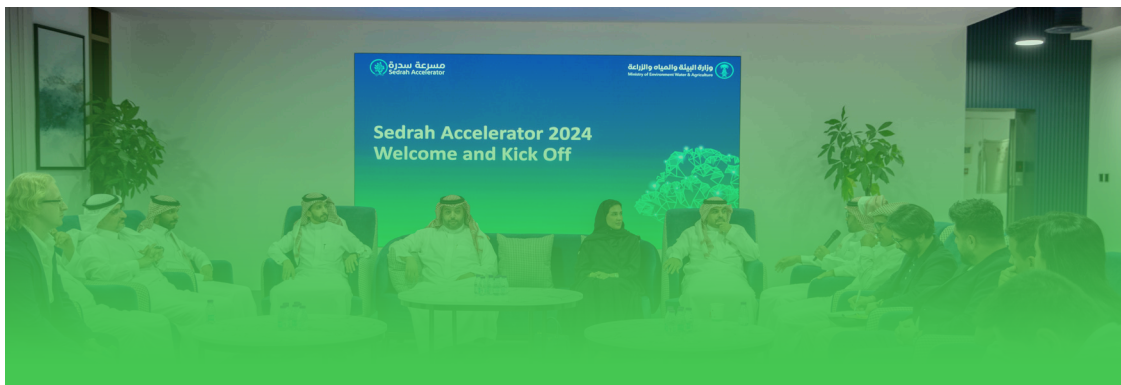 مسرعة سدرة
Sedrah Accelerator
وزارة البيئة والمياه والزراعة
Ministry of Environment Water & Agriculture
Sedrah Accelerator 2024
Welcome and Kick Off